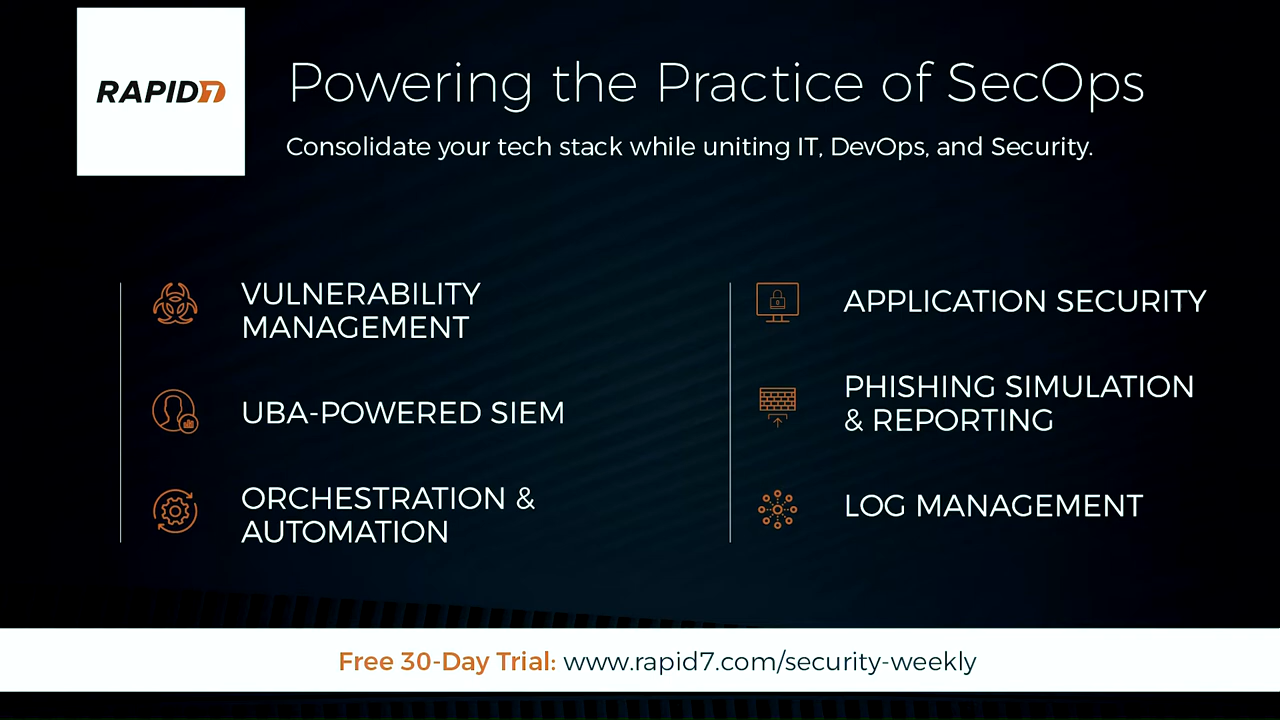 RAPID7
Powering the Practice of SecOps
Consolidate your tech stack while uniting IT, DevOps, and Security.
VULNERABILITY
MANAGEMENT
UBA-POWERED SIEM
ORCHESTRATION &
AUTOMATION
APPLICATION SECURITY
PHISHING SIMULATION
& REPORTING
LOG MANAGEMENT
Free 30-Day Trial: www.rapid7.com/security-weekly